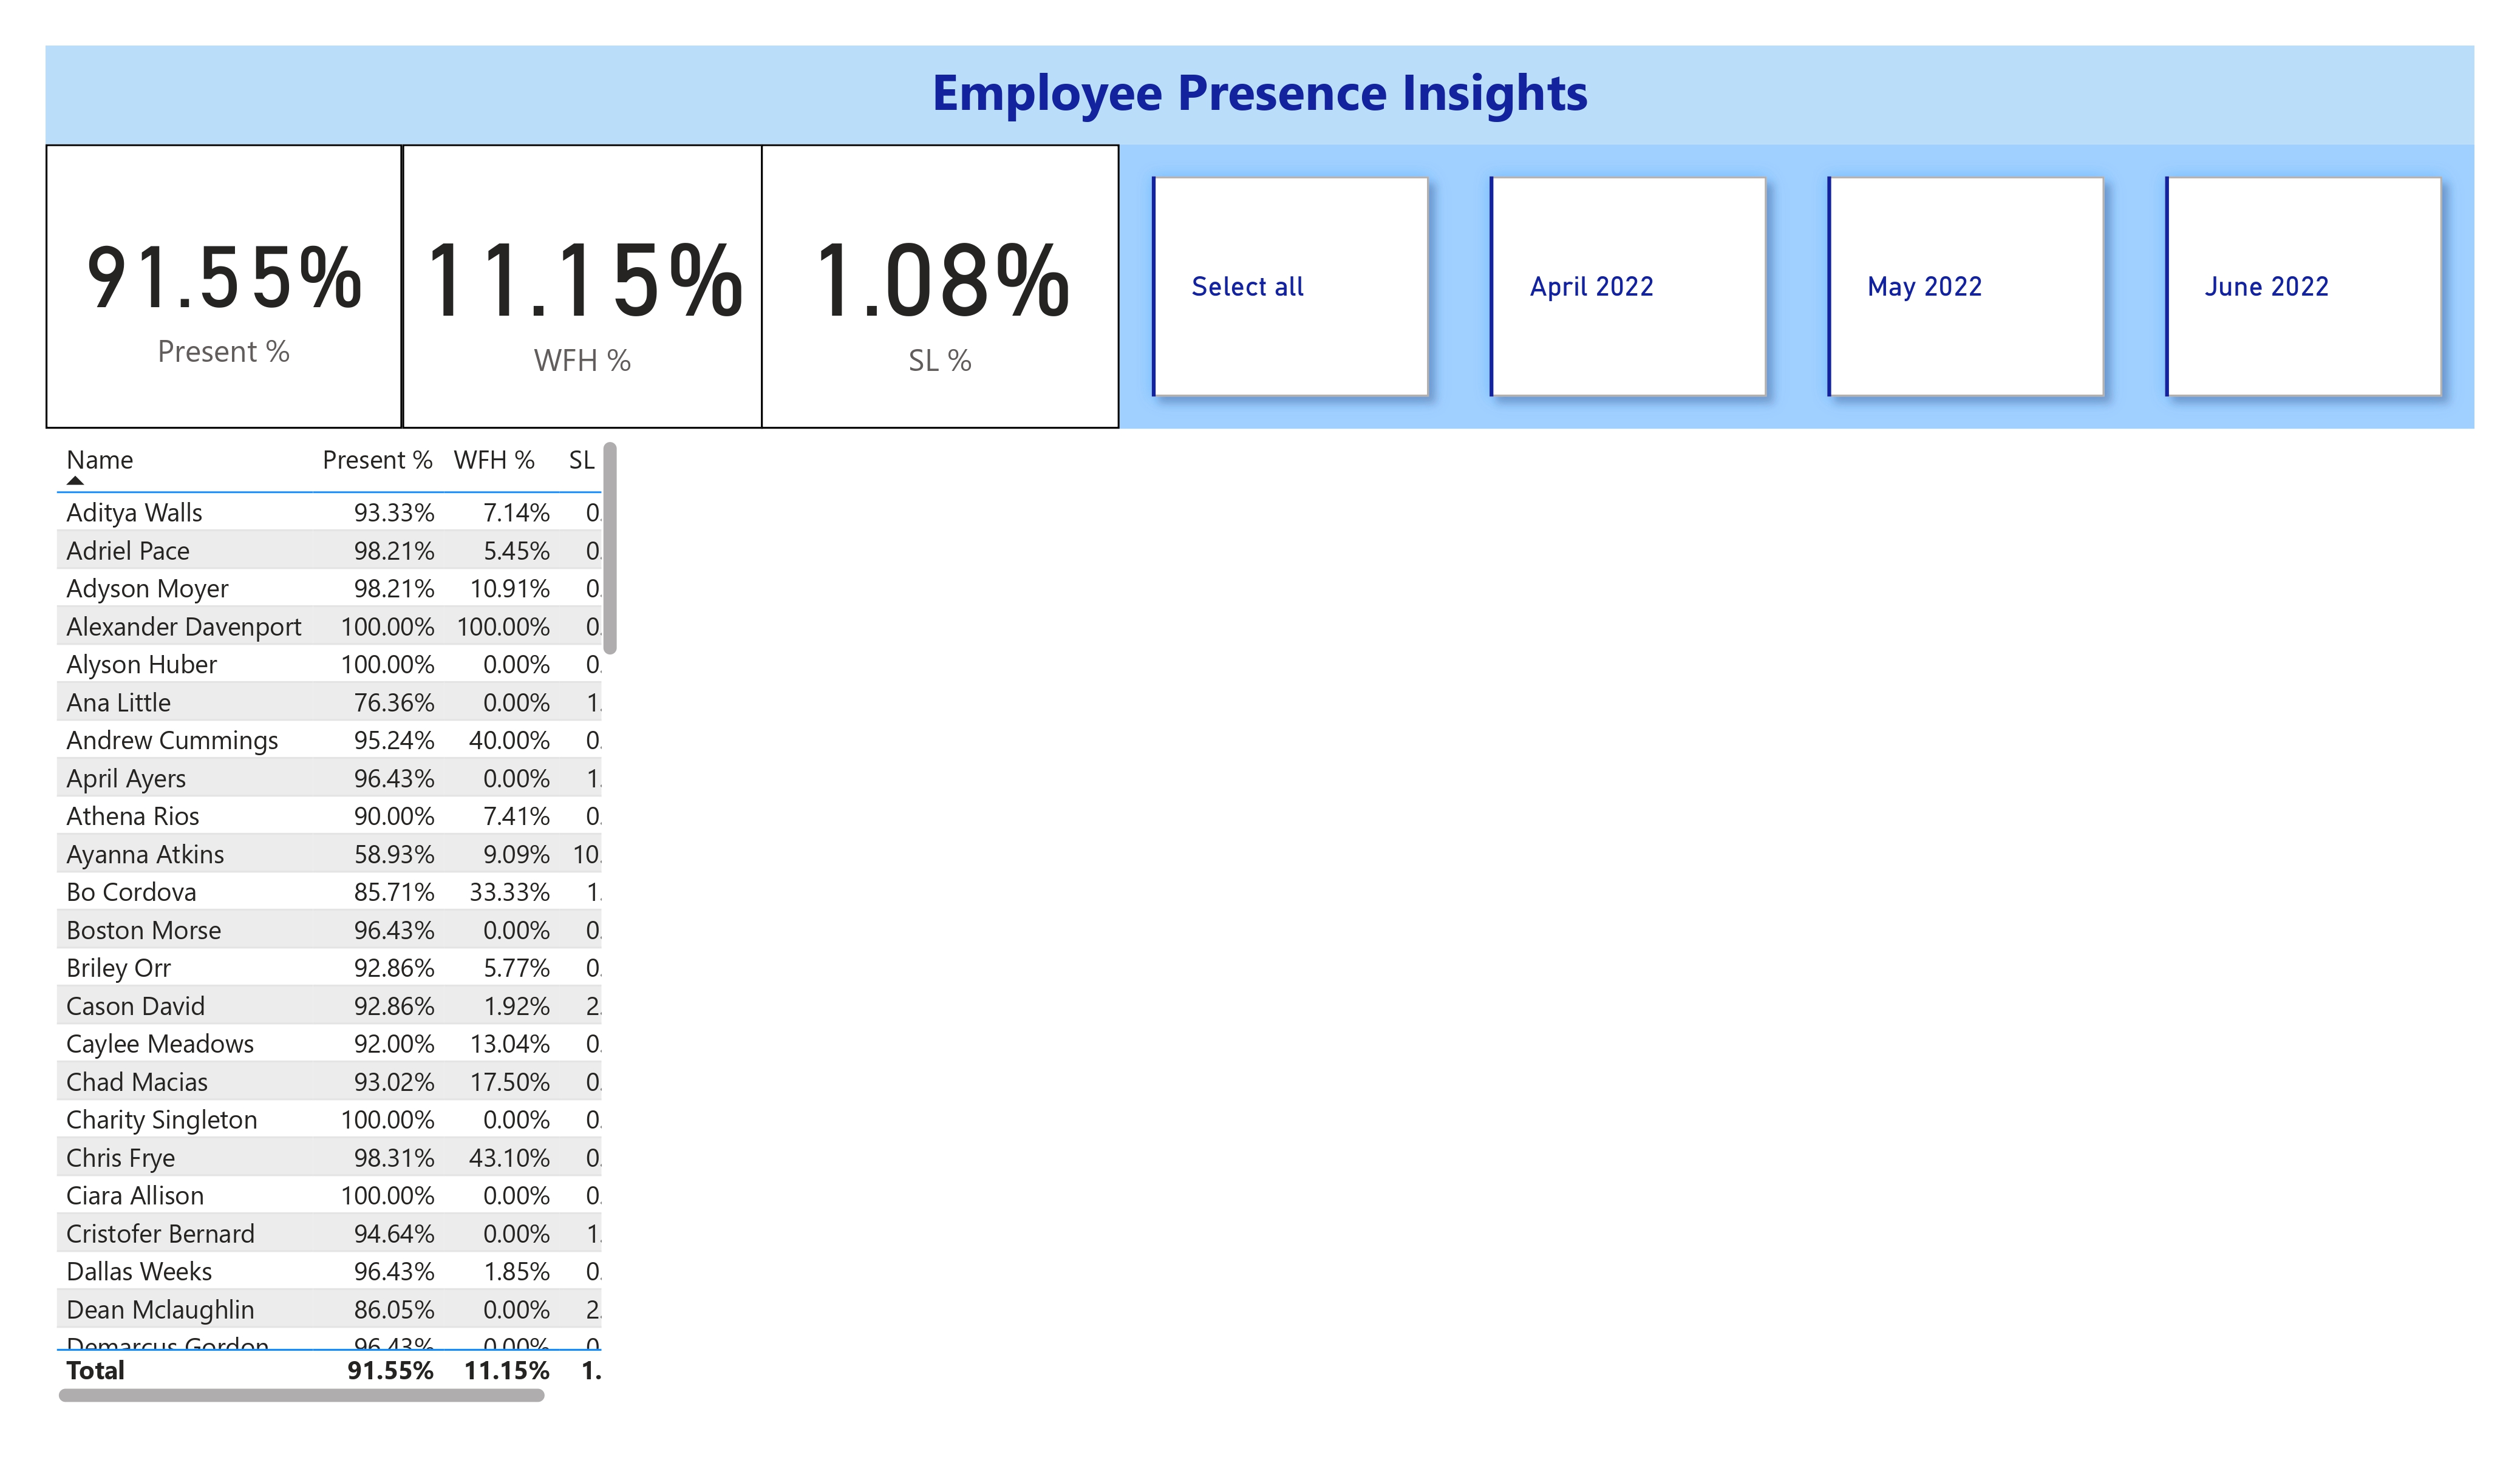 Employee Presence Insights
91.55%
Present %
11.15%
WFH %
1.08%
SL %
Select all
April 2022
May 2022
June 2022
Name Present % WFH % SL
Aditya Walls 93.33% 7.14% 0.
Adriel Pace 98.21% 5.45% 0.
Adyson Moyer 98.21% 10.91% 0.
Alexander Davenport 100.00% 100.00% 0.
Alyson Huber 100.00% 0.00% 0.
Ana Little 76.36% 0.00% 1.
Andrew Cummings 95.24% 40.00% 0.
April Ayers 96.43% 0.00% 1.
Athena Rios 90.00% 7.41% 0.
Ayanna Atkins 58.93% 9.09% 10.
Bo Cordova 85.71% 33.33% 1.
Boston Morse 96.43% 0.00% 0.
Briley Orr 92.86% 5.77% 0.
Cason David 92.86% 1.92% 2.
Caylee Meadows 92.00% 13.04% 0.
Chad Macias 93.02% 17.50% 0.
Charity Singleton 100.00% 0.00% 0.
Chris Frye 98.31% 43.10% 0.
Ciara Allison 100.00% 0.00% 0.
Cristofer Bernard 94.64% 0.00% 1.
Dallas Weeks 96.43% 1.85% 0.
Dean Mclaughlin 86.05% 0.00% 2.
Demarcus Gordon 96.43% 0.00% 0.
Total 91.55% 11.15% 1.